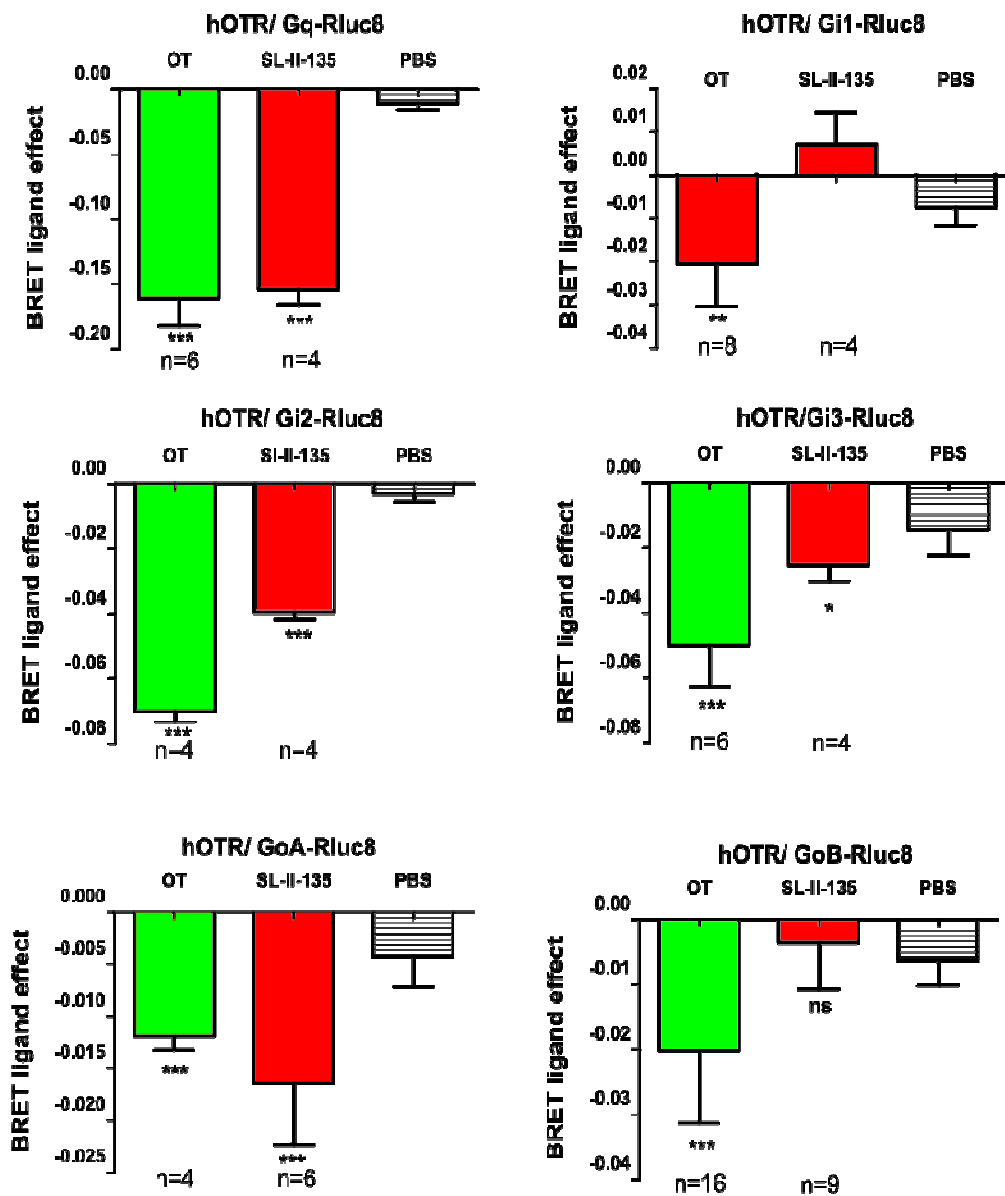 hOTR/ Gq-Rluc8
OT SL-II-135 PBS
0.00
-0.05
-0.10
-0.15
-0.20
BRET ligand effect
*** ***
n=6 n=4
hOTR/ Gi1-Rluc8
0.02
OT SL-II-135 PBS
0.01
0.00
-0.01
-0.02
-0.03
-0.04
BRET ligand effect
**
n=8 n=4
hOTR/ Gi2-Rluc8
OT SI-II-135 PBS
0.00
-0.02
-0.04
-0.06
-0.08
BRET ligand effect
***
***
n=4 n=4
hOTR/Gi3-Rluc8
OT SL-II-135 PBS
0.00
-0.02
-0.04
-0.06
-0.08
BRET ligand effect
*
***
n=6 n=4
hOTR/ GoA-Rluc8
OT SL-II-135 PBS
0.000
-0.005
-0.010
-0.015
-0.020
-0.025
BRET ligand effect
***
***
n=4 n=6
hOTR/ GoB-Rluc8
OT SL-II-135 PBS
0.00
-0.01
-0.02
-0.03
-0.04
BRET ligand effect
ns
***
n=16 n=9